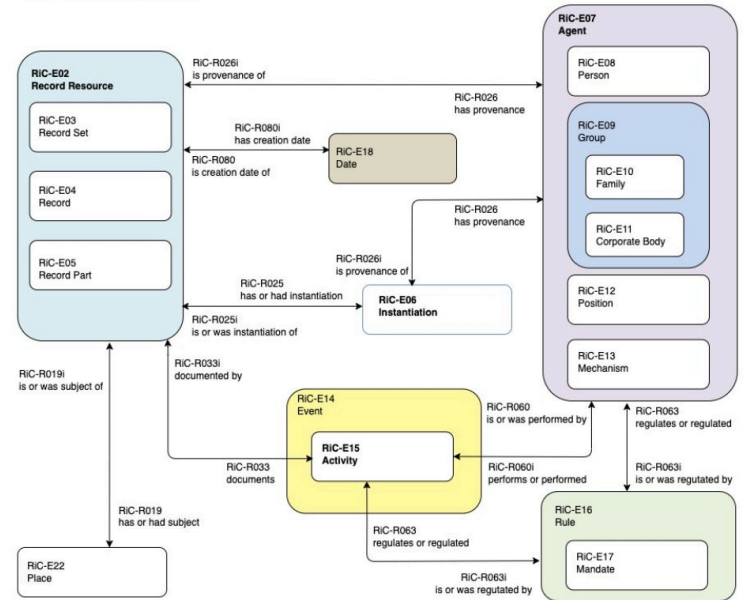 RiC-E07
Agent
RiC-E08
Person
RiC-E09
Group
RiC-E10
Family
RiC-E11
Corporate Body
RiC-E12
Position
RiC-E13
Mechanism
RiC-E02
Record Resource
RiC-E03
Record Set
RiC-E04
Record
RiC-E05
Record Part
RiC-R026i
is provenance of
RiC-R026
has provenance
RiC-R080i
has creation date
RiC-R080
is creation date of
RiC-E18
Date
RiC-R026
has provenance
RiC-R026i
is provenance of
RiC-R025
has or had instantiation
RiC-R025i
is or was instantiation of
RiC-E06
Instantiation
RiC-R019i
is or was subject of
RiC-R033i
documented by
RiC-E14
Event
RiC-E15
Activity
RiC-R060
is or was performed by
RiC-R060i
performs or performed
RiC-R063
regulates or regulated
RiC-R063i
is or was regutated by
RiC-R033
documents
RiC-R019
has or had subject
RiC-E22
Place
RiC-R063
regulates or regulated
RiC-R063i
is or was regutated by
RiC-E16
Rule
RiC-E17
Mandate